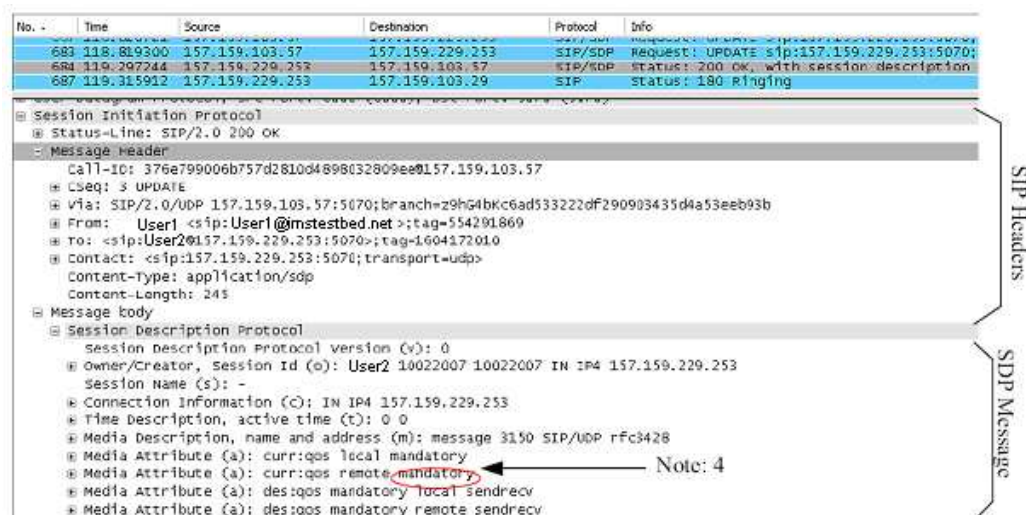 No. - Time Source Destination Protocol Info
683 118.819300 157.159.103.57 157.159.229.253 SIP/SDP Request: UPDATE sip:157.159.229.253:5070;
684 119.297244 157.159.229.253 157.159.103.57 SIP/SDP Status: 200 OK, with session description
687 119.315912 157.159.229.253 157.159.103.29 SIP Status: 180 Ringing
Session Initiation Protocol
Status-Line: SIP/2.0 200 OK
Message Header
Call-ID: 376e799006b757d2810d4898032809ee@157.159.103.57
CSeq: 3 UPDATE
Via: SIP/2.0/UDP 157.159.103.57:5070;branch=z9hG4bKc6ad533222df290903435d4a53eeb93b
From: User1 <sip:User1@imstestbed.net>;tag=554291869
To: <sip:User2@157.159.229.253:5070>;tag=1604172010
Contact: <sip:157.159.229.253:5070;transport=udp>
Content-Type: application/sdp
Content-Length: 245
SIP Headers
Message body
Session Description Protocol
Session Description Protocol Version (v): 0
Owner/Creator, Session Id (o): User2 10022007 10022007 IN IP4 157.159.229.253
Session Name (s): -
Connection Information (c): IN IP4 157.159.229.253
Time Description, active time (t): 0 0
Media Description, name and address (m): message 3150 SIP/UDP rfc3428
Media Attribute (a): curr:qos local mandatory
Media Attribute (a): curr:qos remote mandatory
Note: 4
Media Attribute (a): des:qos mandatory local sendrecv
Media Attribute (a): des:qos mandatory remote sendrecv
SDP Message